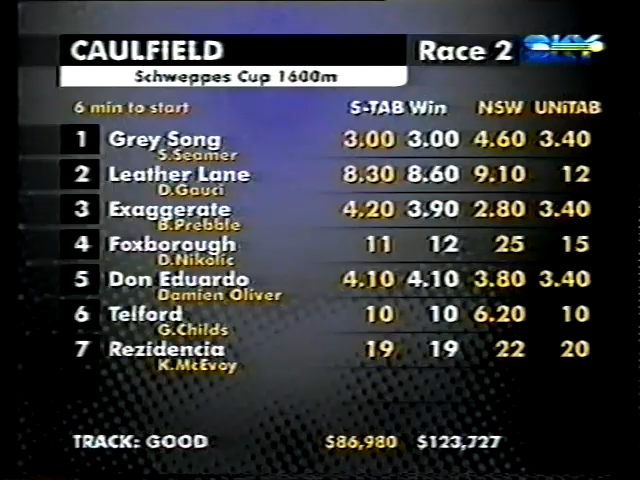 CAULFIELD Race 2 SKY
Schweppes Cup 1600m
6 min to start S-TAB Win NSW UNiTAB
1 Grey Song 3.00 3.00 4.60 3.40
S.Seamer
2 Leather Lane 8.30 8.60 9.10 12
D.Gauci
3 Exaggerate 4.20 3.90 2.80 3.40
B.Prebble
4 Foxborough 11 12 25 15
D.Nikolic
5 Don Eduardo 4.10 4.10 3.80 3.40
Damien Oliver
6 Telford 10 10 6.20 10
G.Childs
7 Rezidencia 19 19 22 20
K.McEvoy
TRACK: GOOD $86,980 $123,727